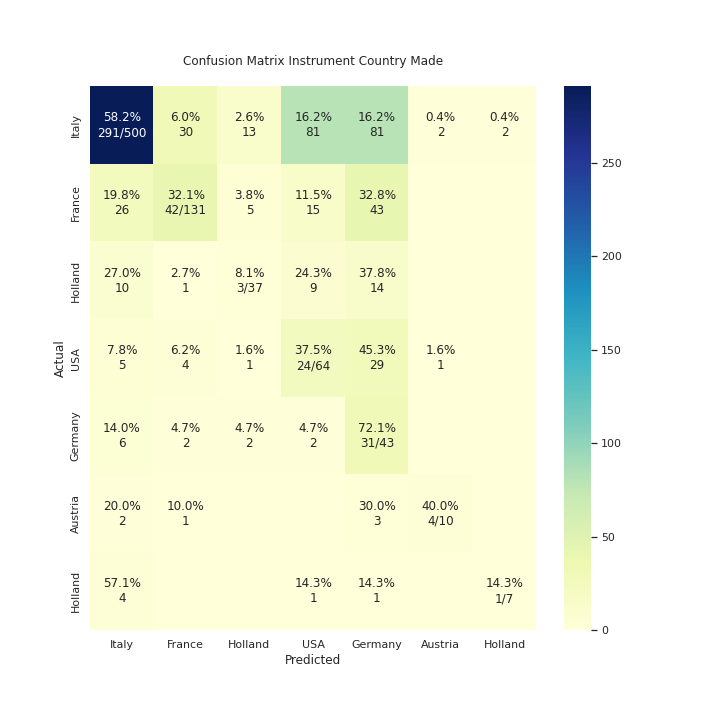 Confusion Matrix Instrument Country Made
Italy
58.2% 6.0% 2.6% 16.2% 16.2% 0.4% 0.4%
291/500 30 13 81 81 2 2
France
19.8% 32.1% 3.8% 11.5% 32.8%
26 42/131 5 15 43
Holland
27.0% 2.7% 8.1% 24.3% 37.8%
10 1 3/37 9 14
Actual
USA
7.8% 6.2% 1.6% 37.5% 45.3% 1.6%
5 4 1 24/64 29 1
Germany
14.0% 4.7% 4.7% 4.7% 72.1%
6 2 2 2 31/43
Austria
20.0% 10.0% 30.0% 40.0%
2 1 3 4/10
Holland
57.1% 14.3% 14.3% 14.3%
4 1 1 1/7
Italy France Holland USA Germany Austria Holland
Predicted
250
200
150
100
50
0